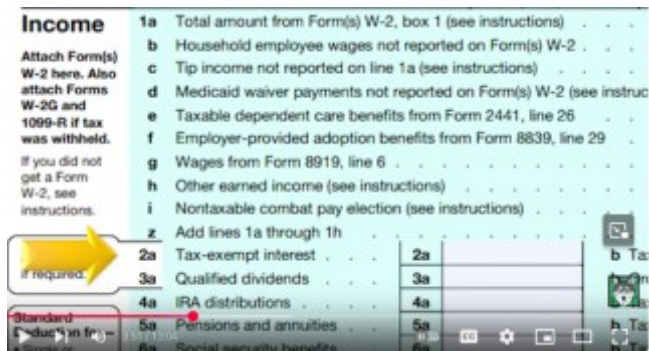 Income
Attach Form(s)
W-2 here. Also
attach Forms
W-2G and
1099-R if tax
was withheld.
If you did not
get a Form
W-2, see
instructions.
if required.
Standard
Deduction for—
1a Total amount from Form(s) W-2, box 1 (see instructions) . . .
b Household employee wages not reported on Form(s) W-2 . . .
c Tip income not reported on line 1a (see instructions) . . . .
d Medicaid waiver payments not reported on Form(s) W-2 (see instruc
e Taxable dependent care benefits from Form 2441, line 26 . .
f Employer-provided adoption benefits from Form 8839, line 29 .
g Wages from Form 8919, line 6 . . . . . . . .
h Other earned income (see instructions) . . . . . .
i Nontaxable combat pay election (see instructions) . . .
z Add lines 1a through 1h . . . . . . . .
2a Tax-exempt interest . . . 2a b Ta
3a Qualified dividends . . . 3a
4a IRA distributions . . . . 4a
5a Pensions and annuities . . 5a b Ta
6a Social security benefits 6a b Ta